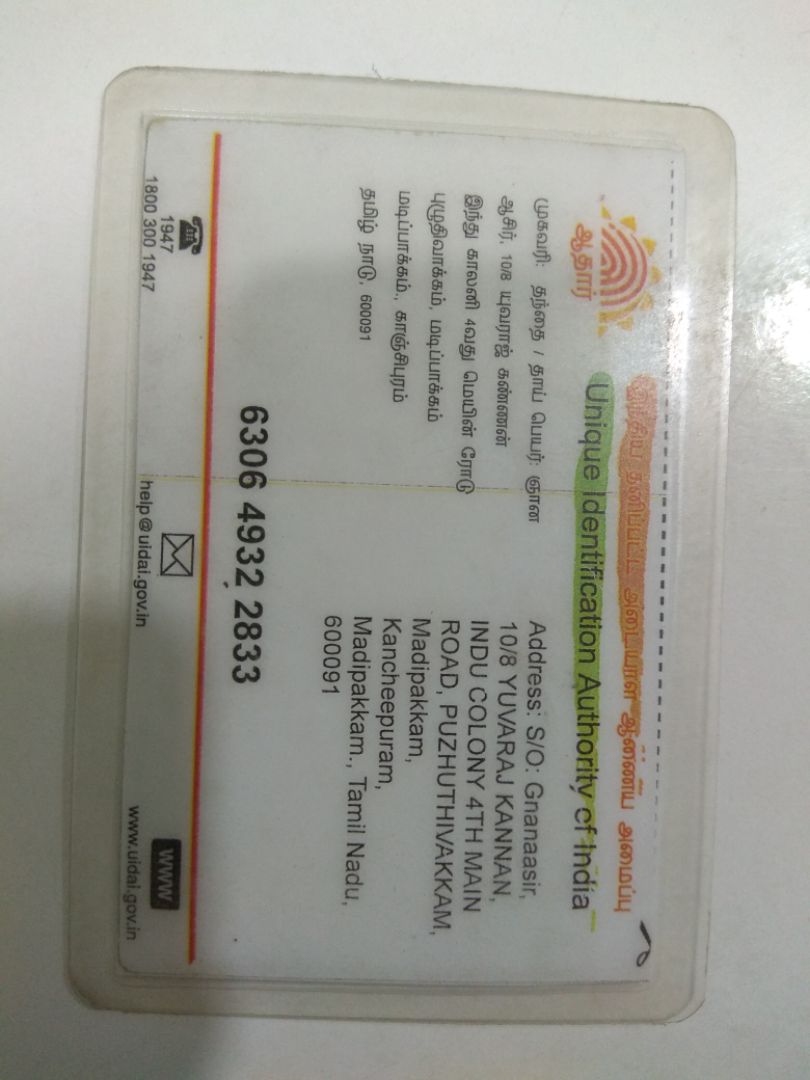 இந்திய தனிப்பட்ட அடையாள ஆணைய அமைப்பு
Unique Identification Authority of India
ஆதார்
முகவரி: தந்தை / தாய் பெயர்: ஞான
ஆசிர், 10/8 யுவராஜ் கண்ணன்
இந்து காலனி 4வது மெயின் ரோடு
புழுதிவாக்கம், மடிப்பாக்கம்
மடிப்பாக்கம்., காஞ்சிபுரம்
தமிழ் நாடு, 600091
Address: S/O: Gnanaasir,
10/8 YUVARAJ KANNAN,
INDU COLONY 4TH MAIN
ROAD, PUZHUTHIVAKKAM,
Madipakkam,
Kancheepuram,
Madipakkam., Tamil Nadu,
600091
6306 4932 2833
1947
1800 300 1947
help@uidai.gov.in
www
www.uidai.gov.in